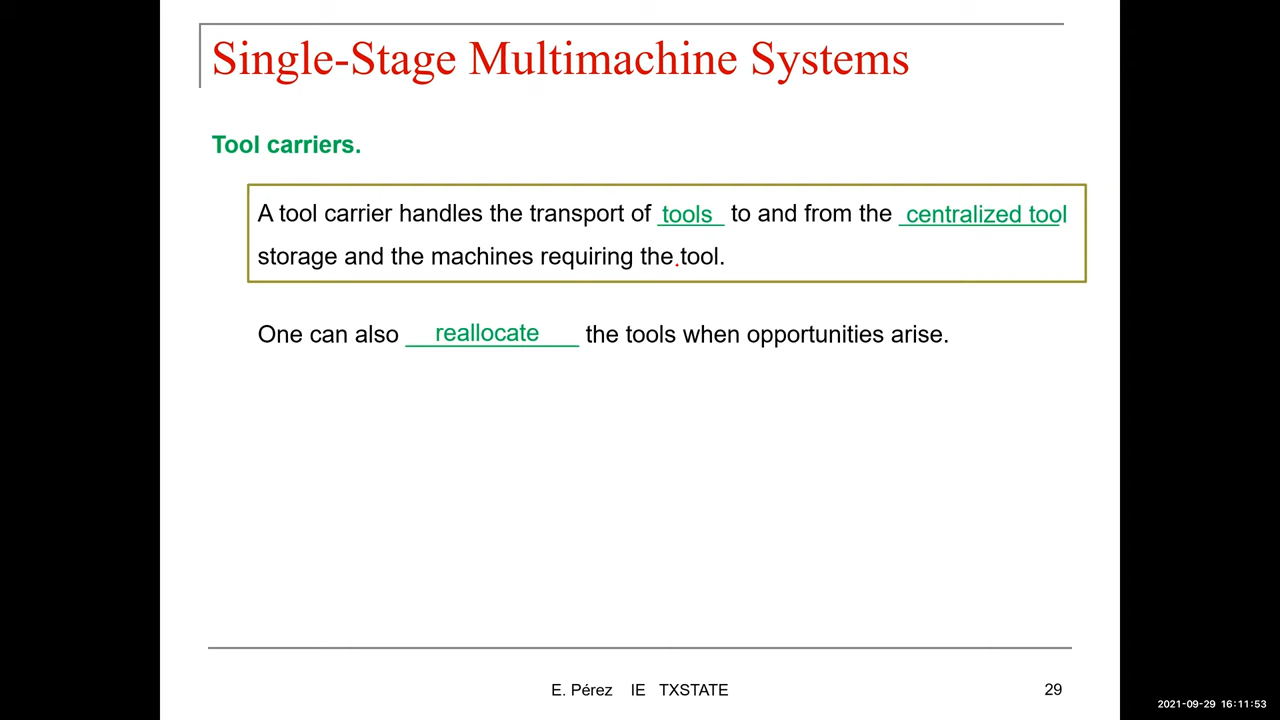 Single-Stage Multimachine Systems
Tool carriers.
A tool carrier handles the transport of tools to and from the centralized tool
storage and the machines requiring the tool.
One can also reallocate the tools when opportunities arise.
E. Pérez IE TXSTATE
29
2021-09-29 16:11:53